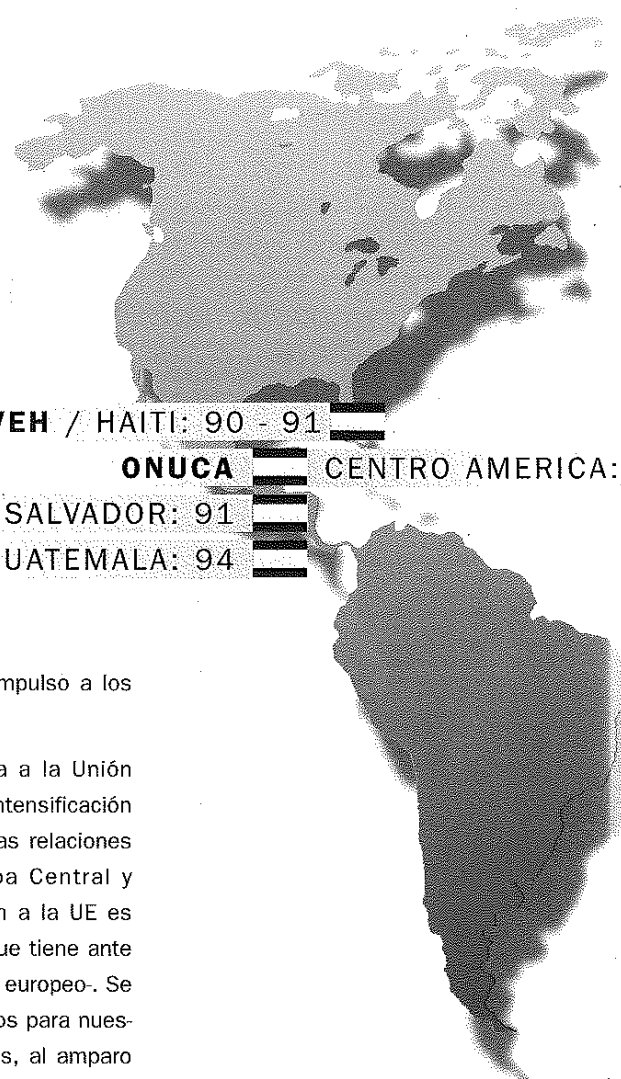 VEH / HAITI: 90 - 91
ONUCA CENTRO AMERICA:
SALVADOR: 91
UATEMALA: 94
mpulso a los
a a la Unión
ntensificación
as relaciones
pa Central y
n a la UE es
ue tiene ante
europeo-. Se
os para nues-
s, al amparo